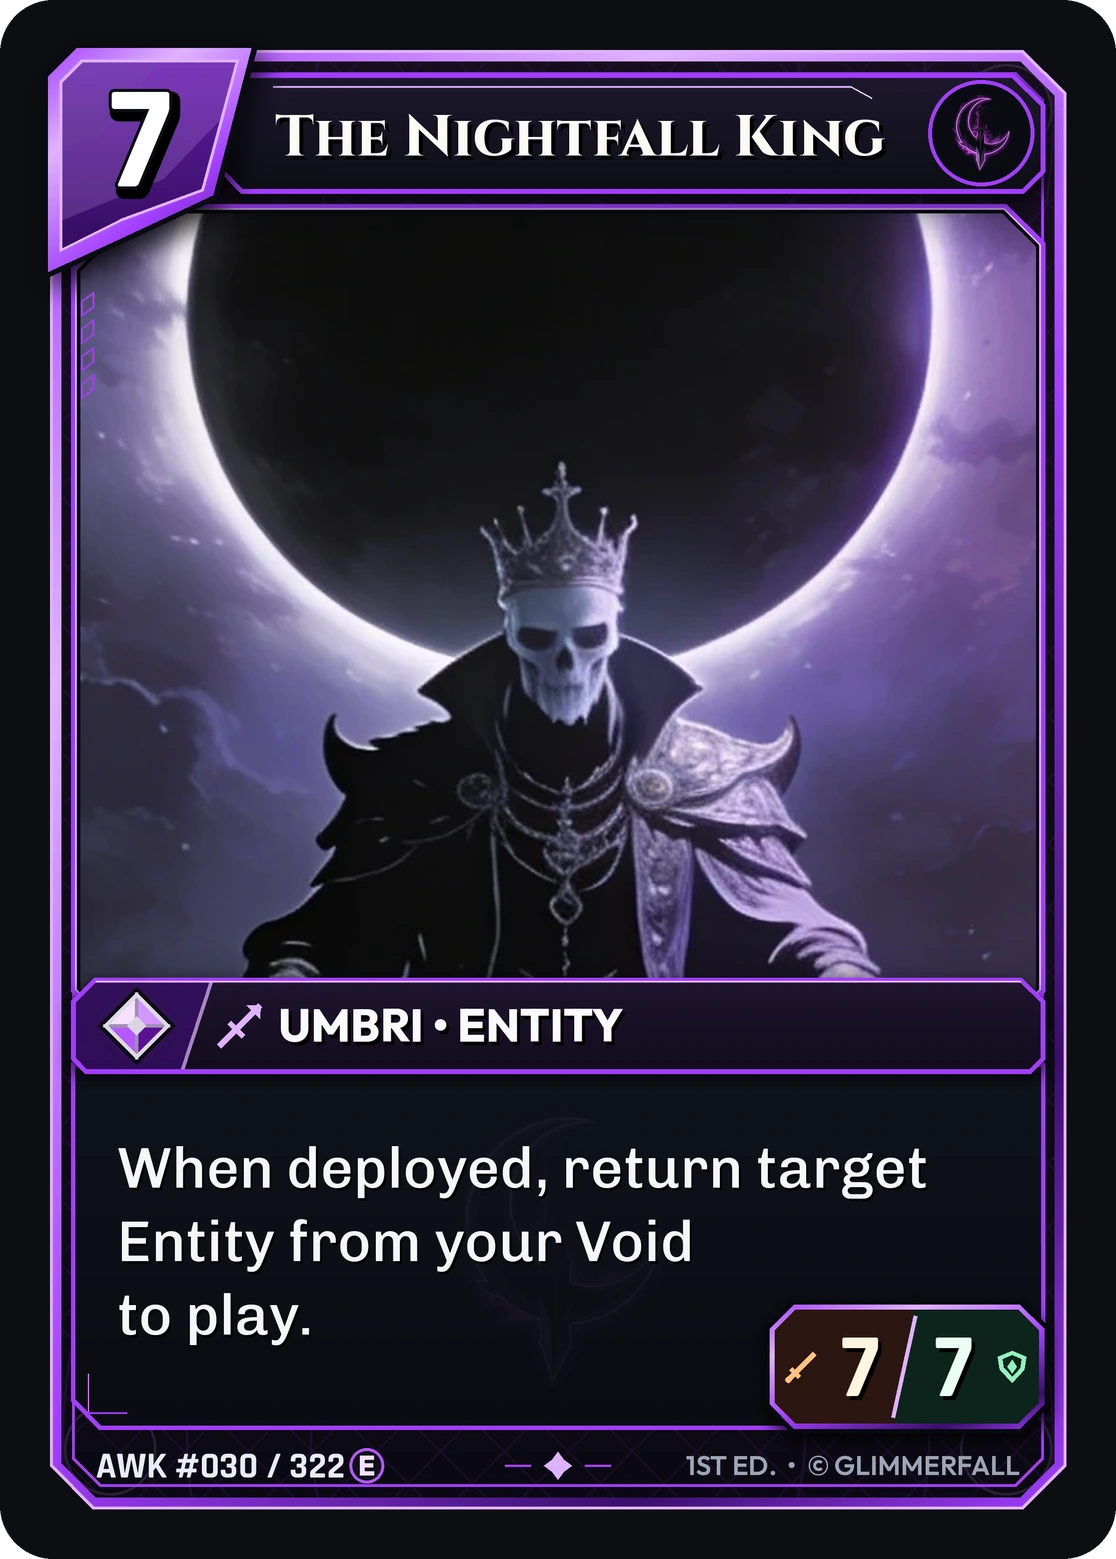 7
The Nightfall King
UMBRI • ENTITY
When deployed, return target
Entity from your Void
to play.
7 / 7
AWK #030 / 322 E
1ST ED. • © GLIMMERFALL